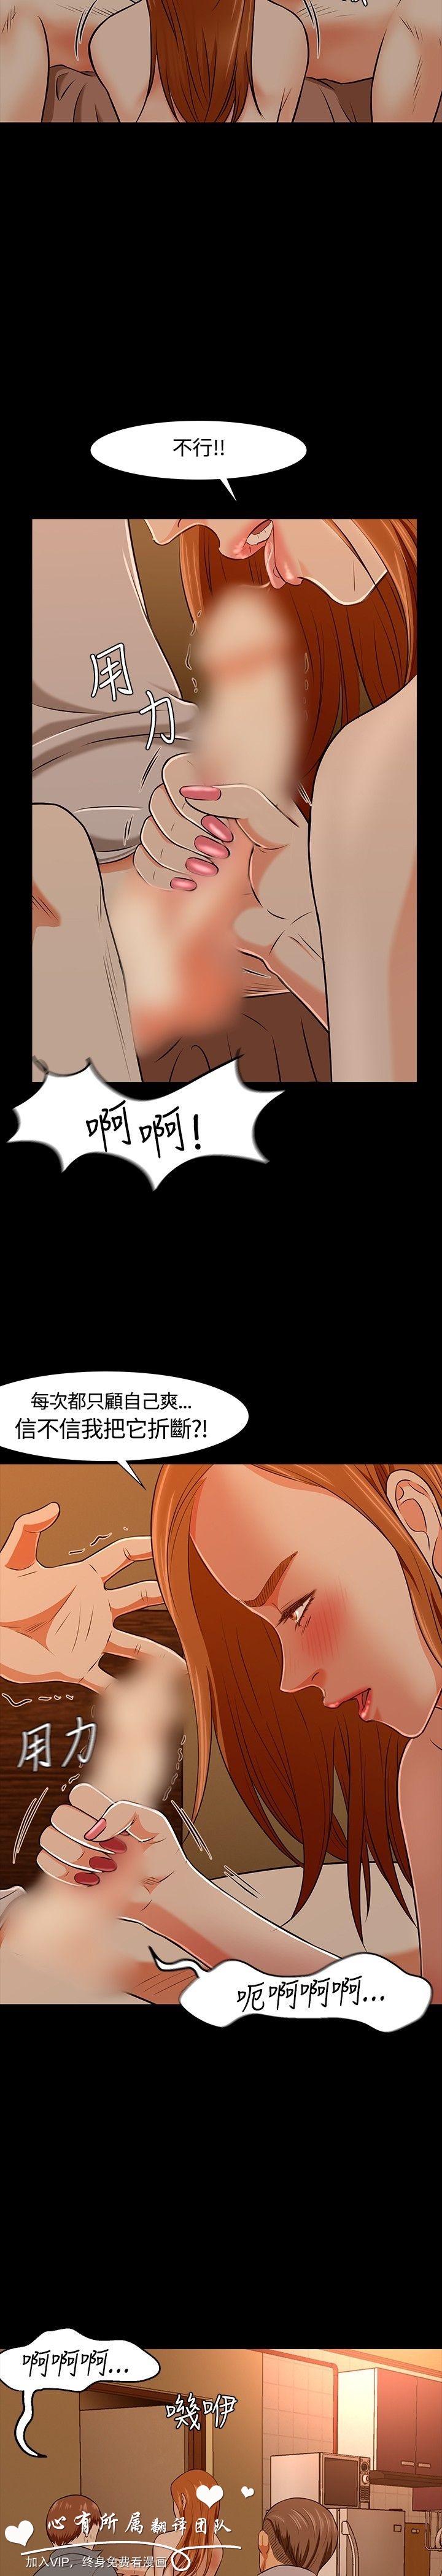 不行!!
用
力
啊啊!
每次都只顧自己爽...
信不信我把它折斷?!
用力
呃啊啊啊...
啊啊啊...
嘰咿
心有所属翻译团队
加入VIP，终身免费看漫画